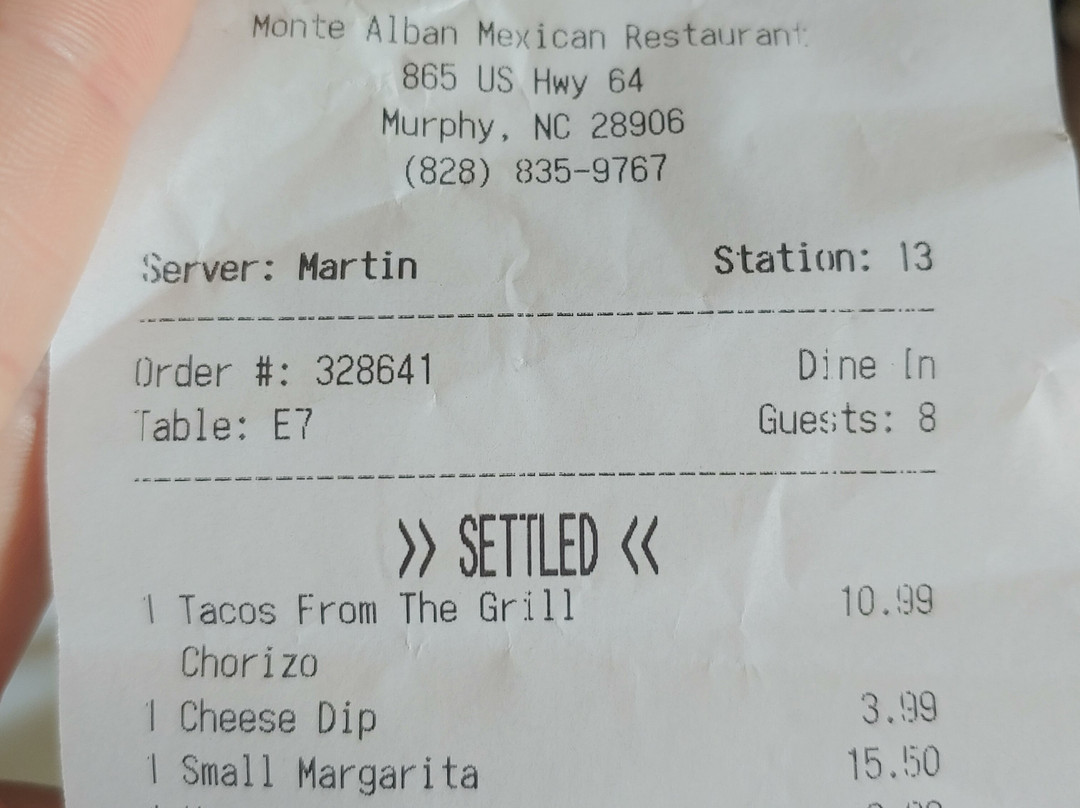 Monte Alban Mexican Restaurant
865 US Hwy 64
Murphy, NC 28906
(828) 835-9767
Server: Martin Station: 13
Order #: 328641 Dine In
Table: E7 Guests: 8
>> SETTLED <<
1 Tacos From The Grill 10.99
Chorizo
1 Cheese Dip 3.99
1 Small Margarita 15.50